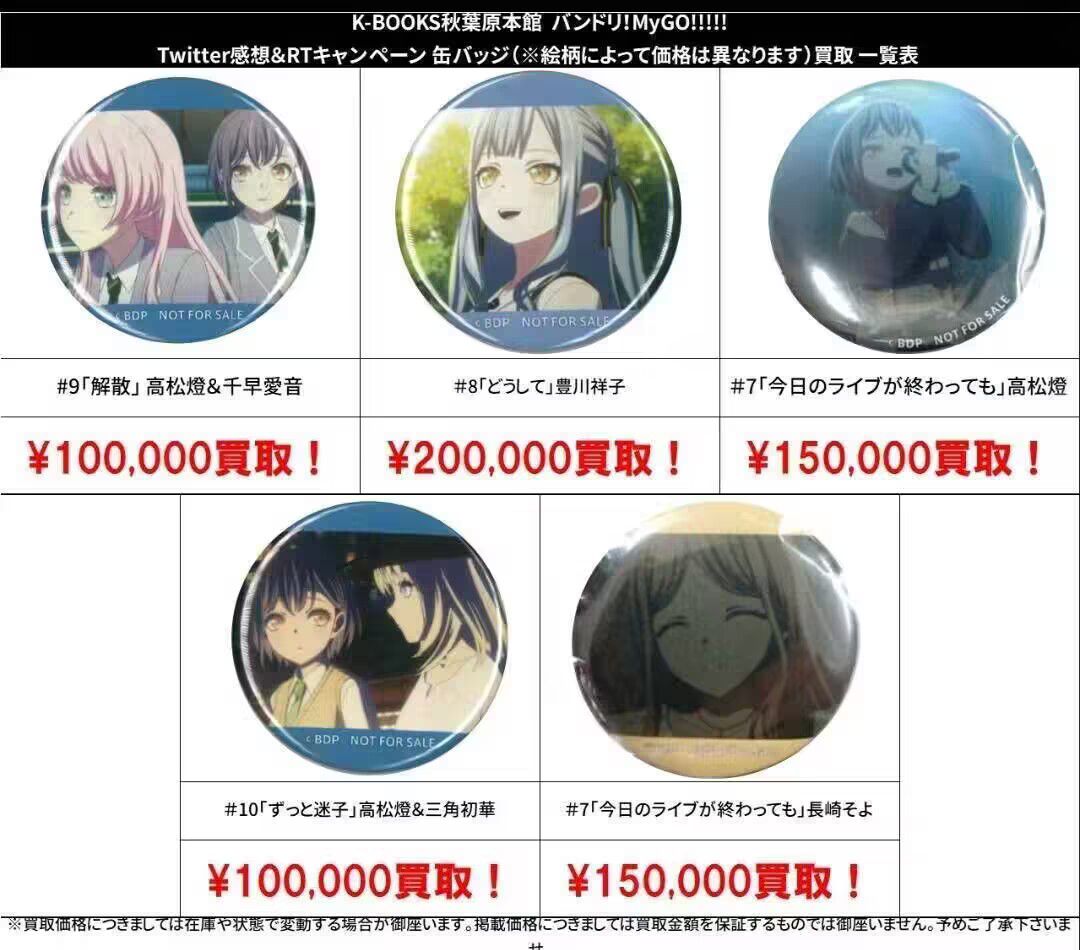 K-BOOKS秋葉原本館 バンドリ！MyGO!!!!!
Twitter感想&RTキャンペーン 缶バッジ（※絵柄によって価格は異なります）買取 一覧表
c BDP NOT FOR SALE
c BDP NOT FOR SALE
c BDP NOT FOR SALE
#9「解散」 高松燈&千早愛音
#8「どうして」豊川祥子
#7「今日のライブが終わっても」高松燈
¥100,000買取！
¥200,000買取！
¥150,000買取！
c BDP NOT FOR SALE
#10「ずっと迷子」高松燈&三角初華
#7「今日のライブが終わっても」長崎そよ
¥100,000買取！
¥150,000買取！
※買取価格につきましては在庫や状態で変動する場合が御座います。掲載価格につきましては買取金額を保証するものでは御座いません。予めご了承下さいま
せ